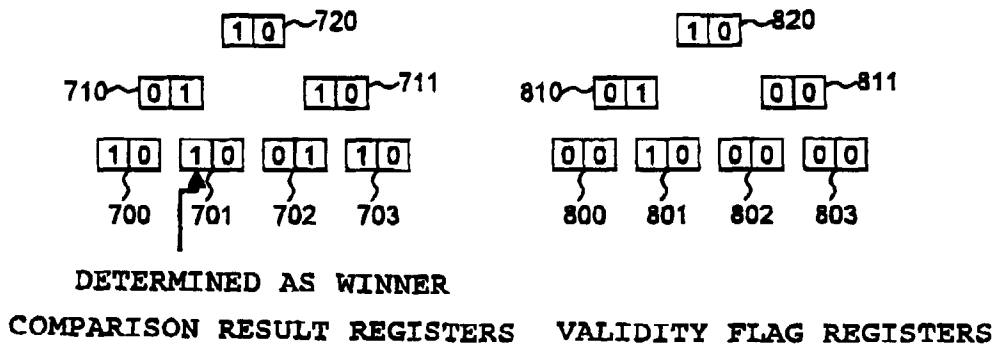 1 0 720 1 0 820
710 0 1 1 0 711 810 0 1 0 0 811
1 0 1 0 0 1 1 0 0 0 1 0 0 0 0 0
700 701 702 703 800 801 802 803
DETERMINED AS WINNER
COMPARISON RESULT REGISTERS VALIDITY FLAG REGISTERS